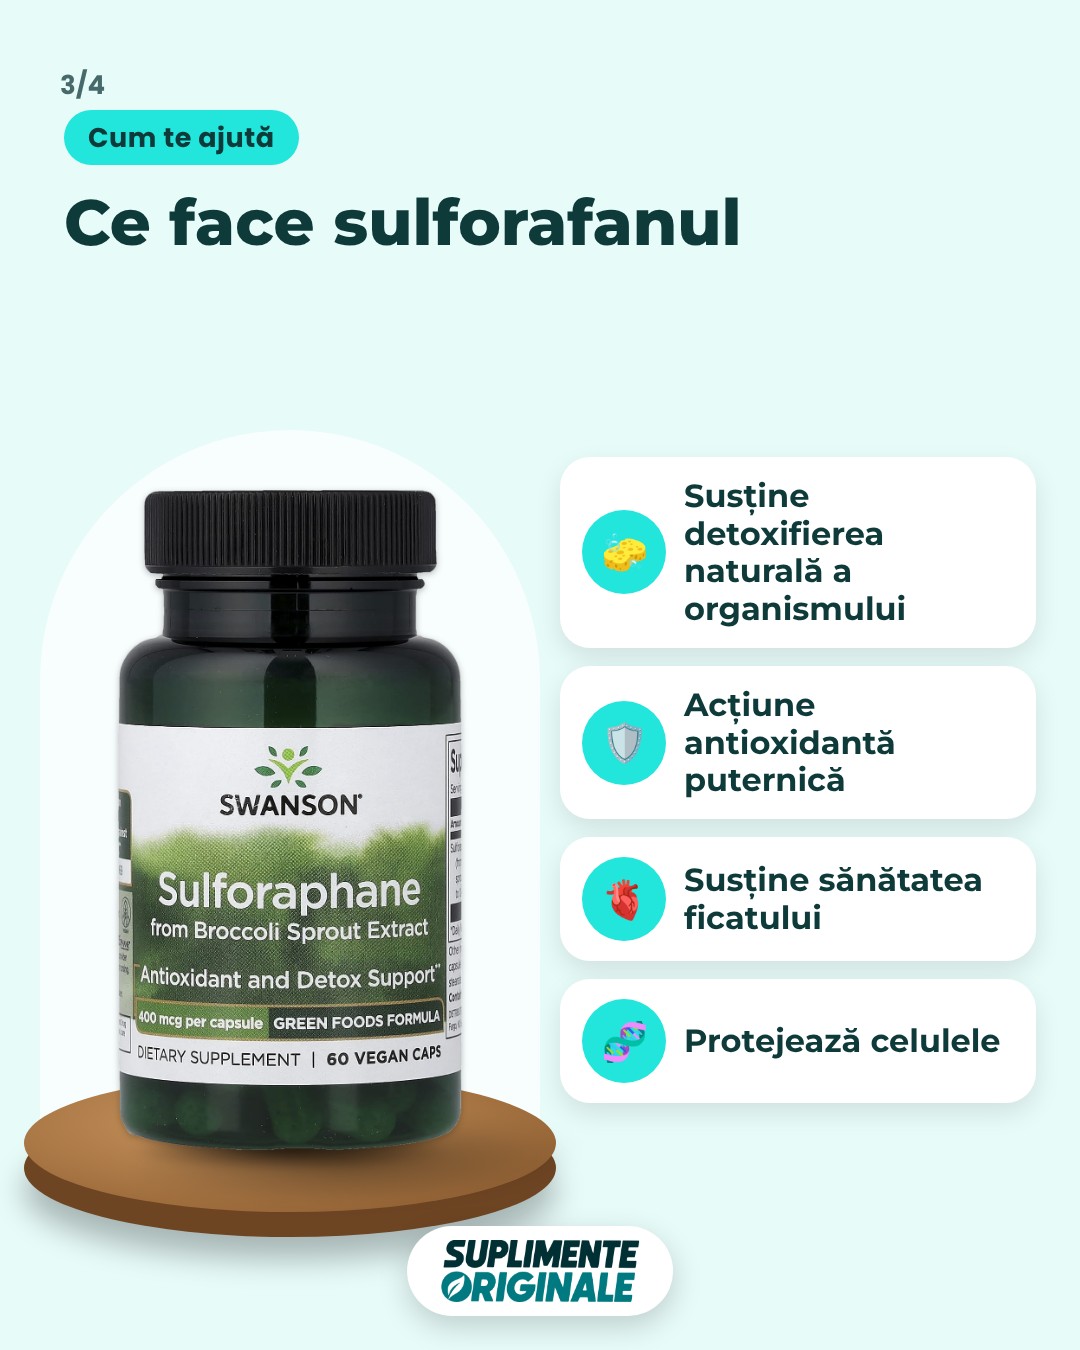 3/4
Cum te ajută
Ce face sulforafanul
Susține
detoxifierea
naturală a
organismului
Acțiune
antioxidantă
puternică
Susține sănătatea
ficatului
Protejează celulele
SWANSON
Sulforaphane
from Broccoli Sprout Extract
Antioxidant and Detox Support**
400 mcg per capsule GREEN FOODS FORMULA
DIETARY SUPPLEMENT | 60 VEGAN CAPS
SUPLIMENTE
ORIGINALE